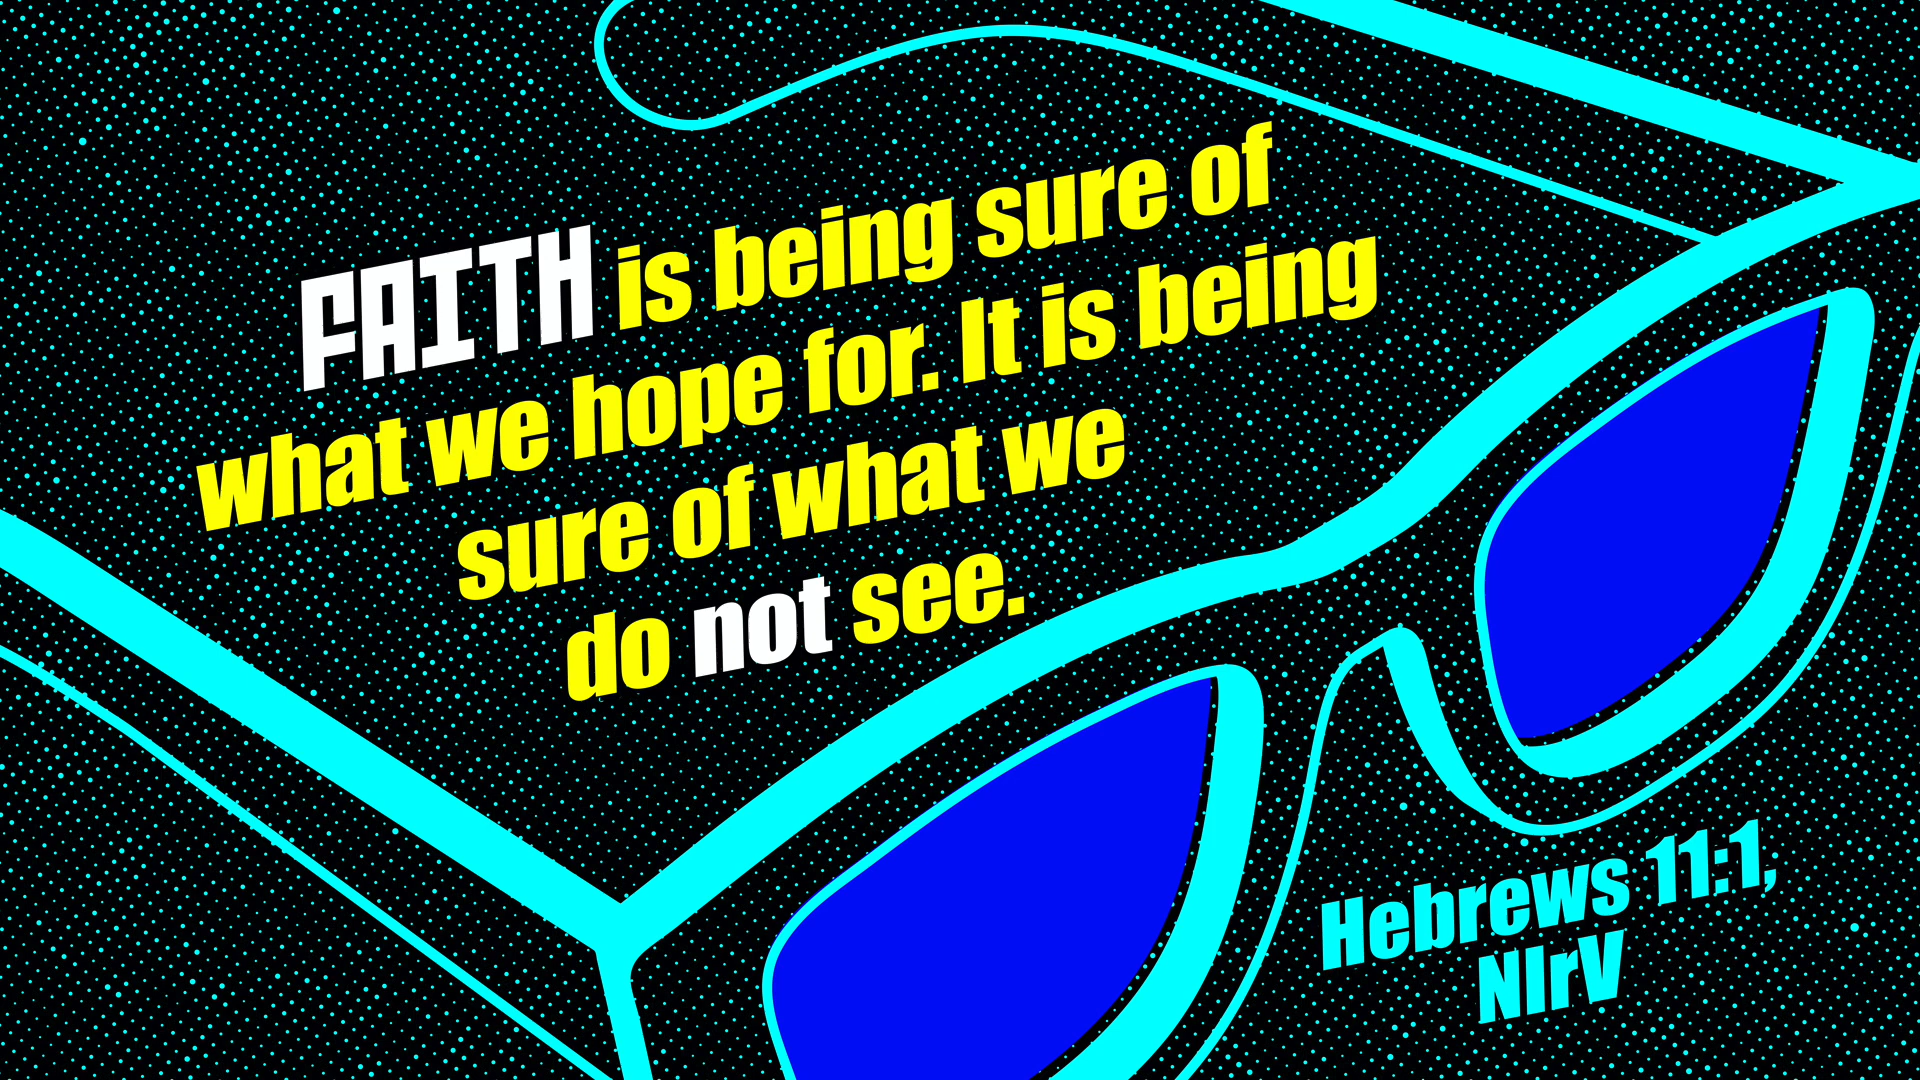 FAITH is being sure of
what we hope for. It is being
sure of what we
do not see.
Hebrews 11:1,
NIrV